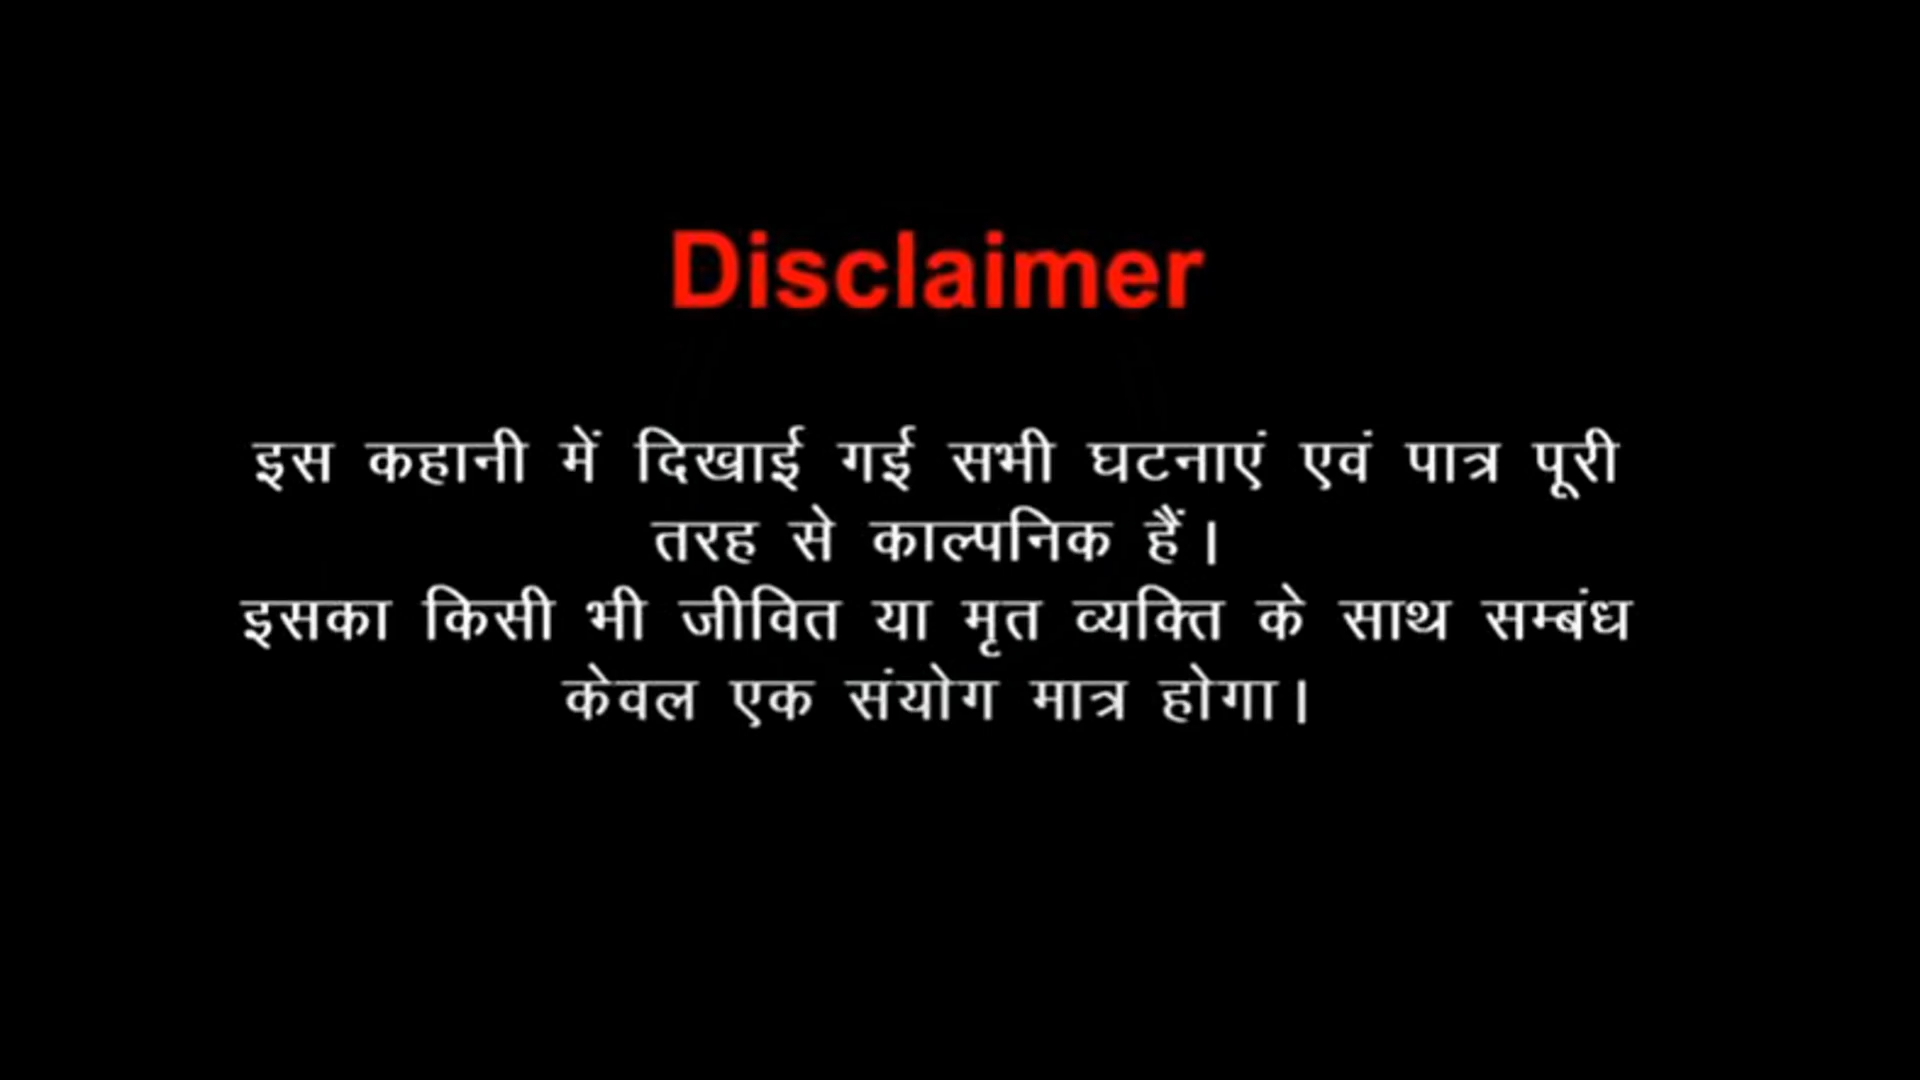 Disclaimer
इस कहानी में दिखाई गई सभी घटनाएं एवं पात्र पूरी
तरह से काल्पनिक हैं।
इसका किसी भी जीवित या मृत व्यक्ति के साथ सम्बंध
केवल एक संयोग मात्र होगा।